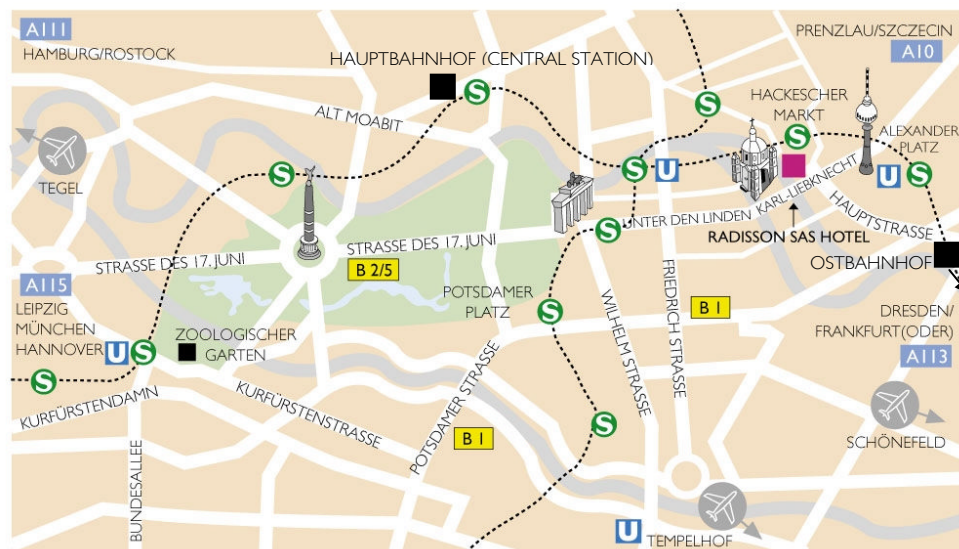 A111
HAMBURG/ROSTOCK
HAUPTBAHNHOF (CENTRAL STATION)
PRENZLAU/SZCZECIN
A10
S
S
HACKESCHER
MARKT
S
ALT MOABIT
ALEXANDER
PLATZ
TEGEL
S
S
U
U
S
KARL-LIEBKNECHT
HAUPTSTRASSE
UNTER DEN LINDEN
S
RADISSON SAS HOTEL
STRASSE DES 17. JUNI
STRASSE DES 17. JUNI
B 2/5
OSTBAHNHOF
A115
LEIPZIG
MÜNCHEN
HANNOVER
U
S
ZOOLOGISCHER
GARTEN
POTSDAMER
PLATZ
S
WILHELM STRASSE
FRIEDRICH STRASSE
B 1
DRESDEN/
FRANKFURT(ODER)
A113
S
KURFÜRSTENDAMN
KURFÜRSTENSTRASSE
POTSDAMER STRASSE
B 1
S
SCHÖNEFELD
BUNDESALLEE
U
TEMPELHOF